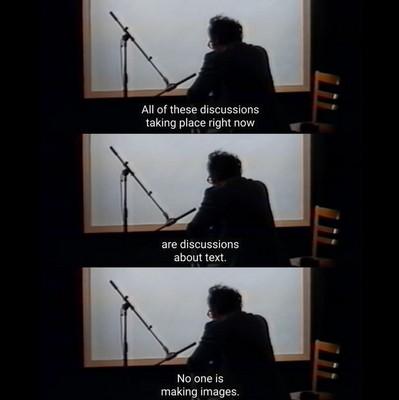 All of these discussions
taking place right now
are discussions
about text.
No one is
making images.